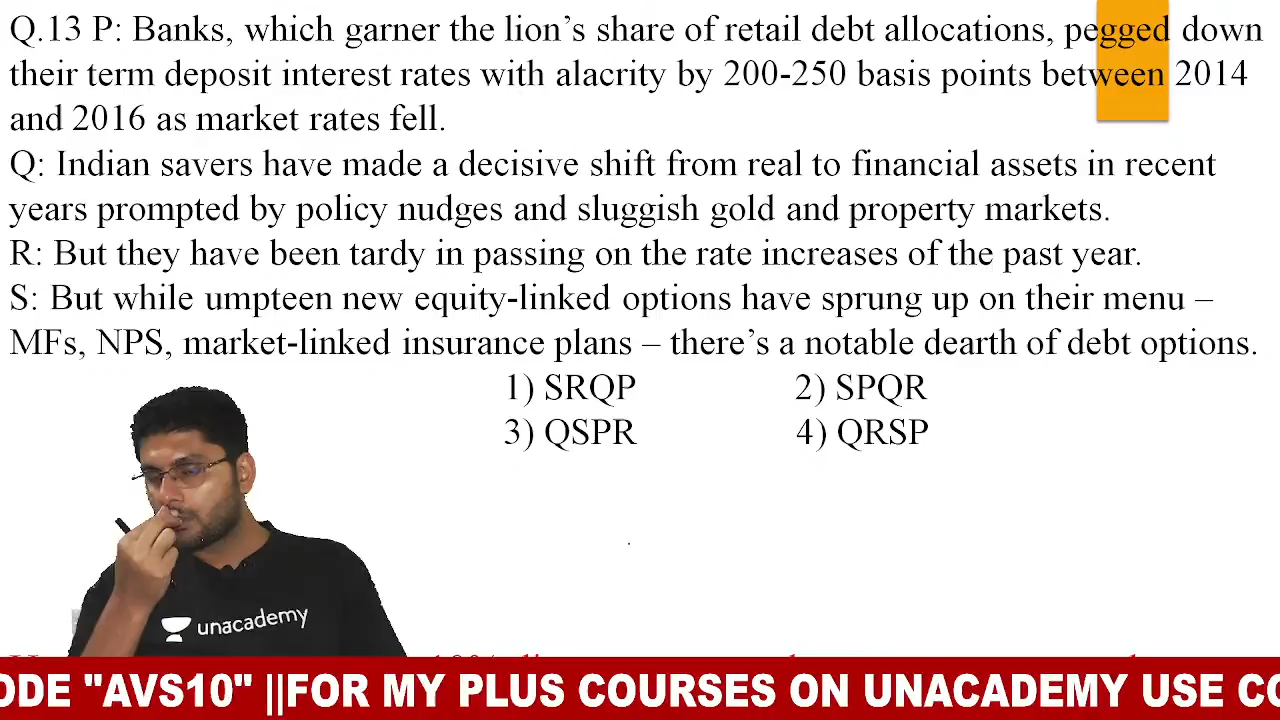 Q.13 P: Banks, which garner the lion’s share of retail debt allocations, pegged down
their term deposit interest rates with alacrity by 200-250 basis points between 2014
and 2016 as market rates fell.
Q: Indian savers have made a decisive shift from real to financial assets in recent
years prompted by policy nudges and sluggish gold and property markets.
R: But they have been tardy in passing on the rate increases of the past year.
S: But while umpteen new equity-linked options have sprung up on their menu –
MFs, NPS, market-linked insurance plans – there’s a notable dearth of debt options.
1) SRQP 2) SPQR
3) QSPR 4) QRSP
unacademy
ODE "AVS10" ||FOR MY PLUS COURSES ON UNACADEMY USE CO